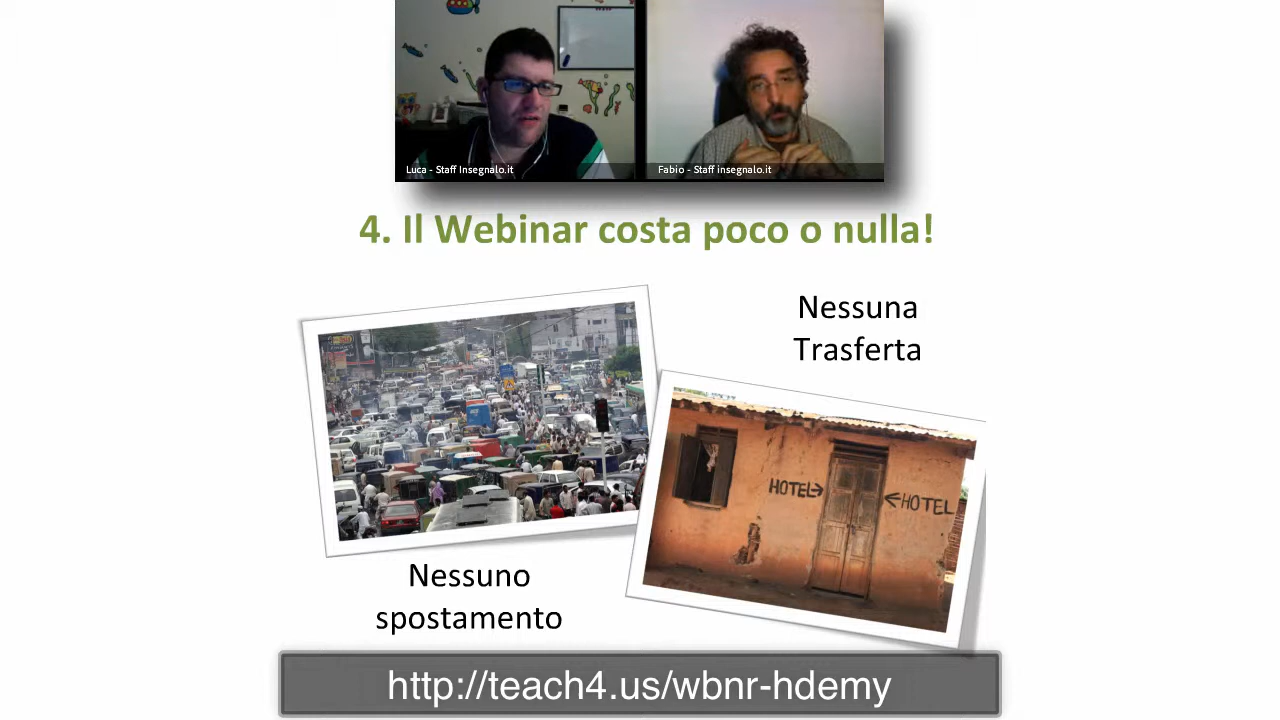 Luca - Staff Insegnalo.it
Fabio - Staff insegnalo.it
4. Il Webinar costa poco o nulla!
Nessuna
Trasferta
HOTEL
HOTEL
Nessuno
spostamento
http://teach4.us/wbnr-hdemy